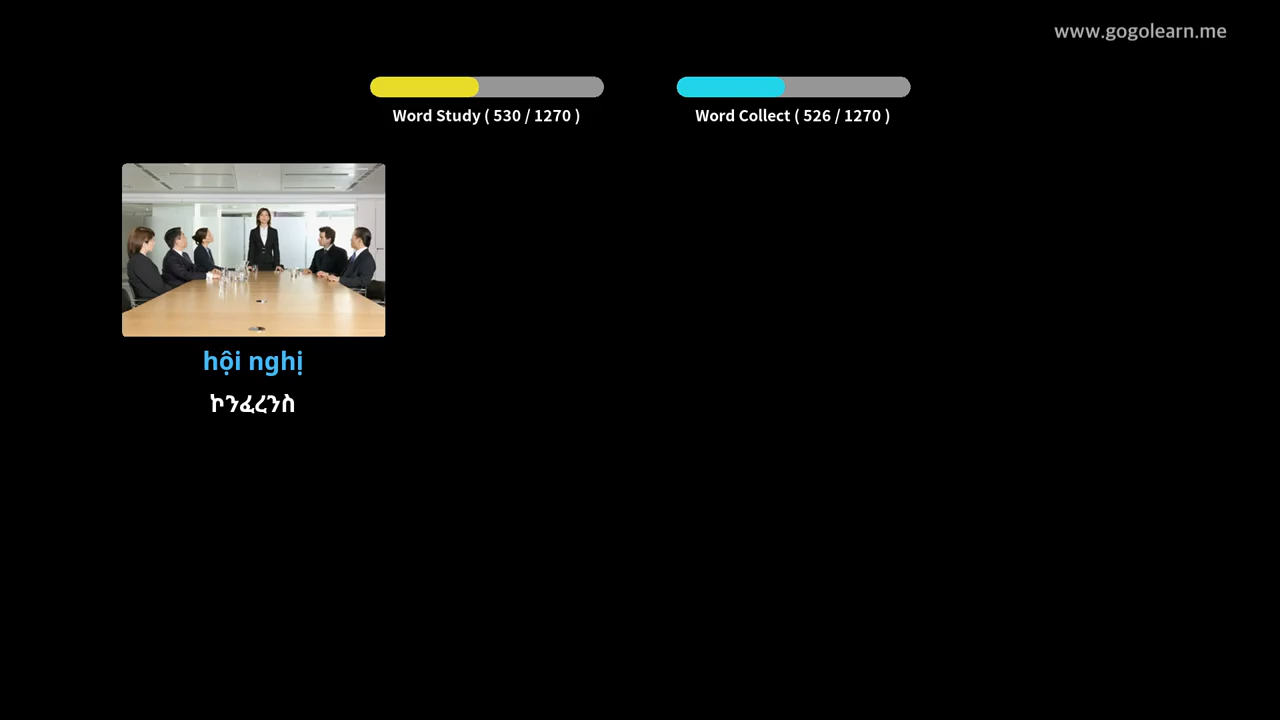 www.gogolearn.me
Word Study ( 530 / 1270 )
Word Collect ( 526 / 1270 )
hội nghị
ኮንፈረንስ